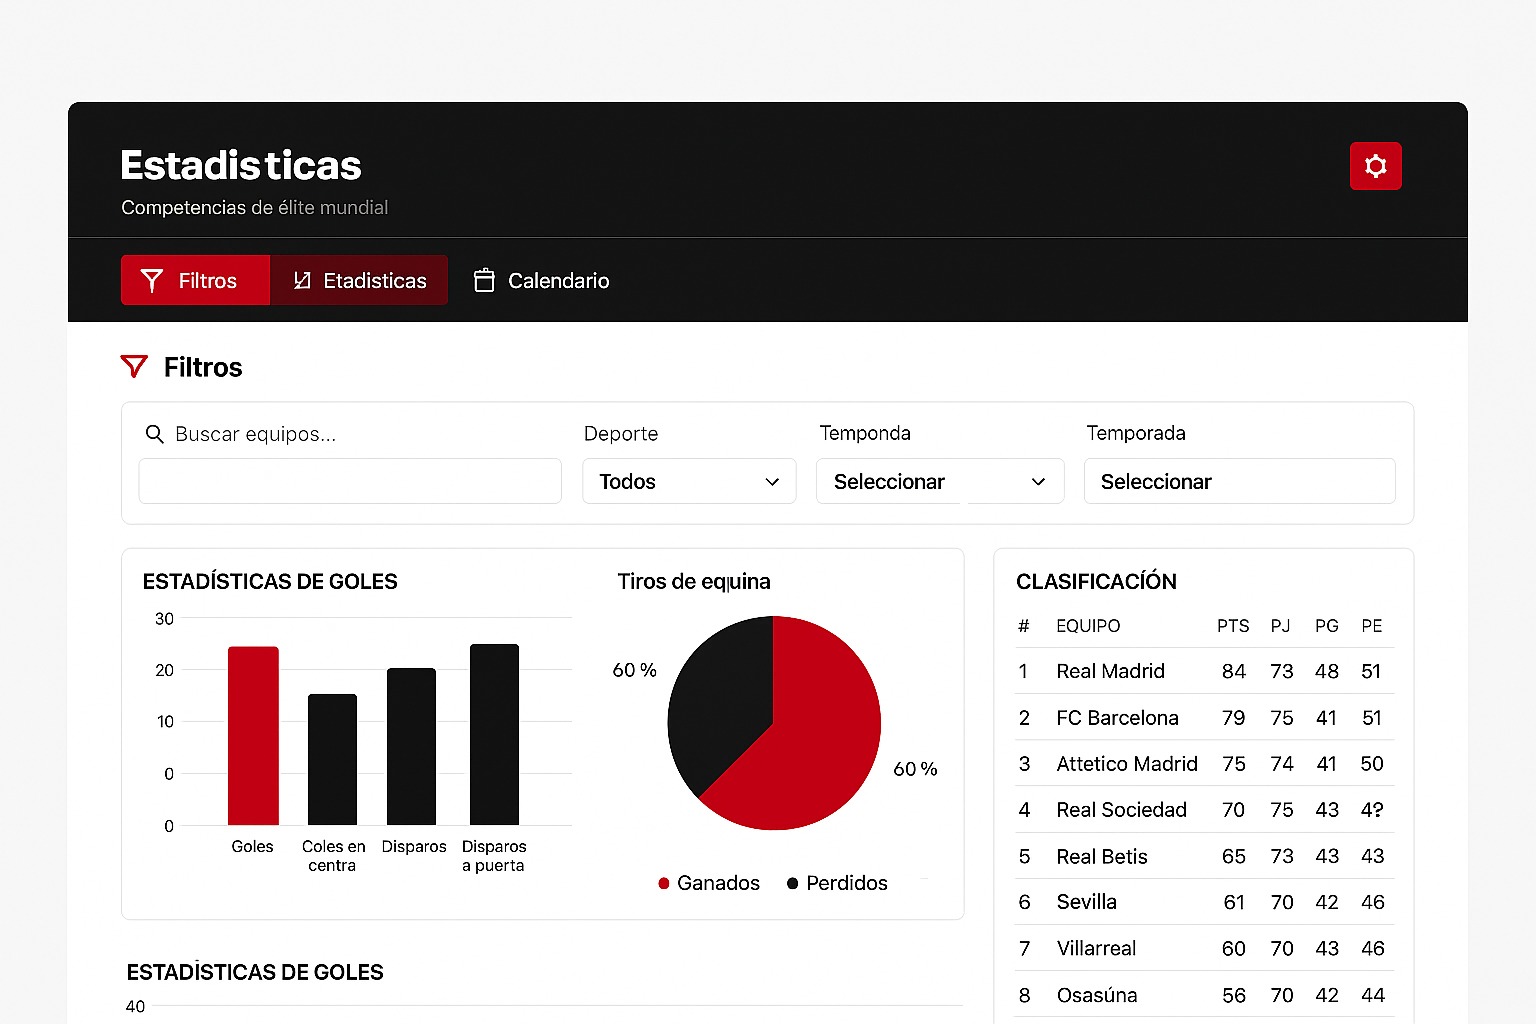 Estadisticas
Competencias de élite mundial
Filtros
Etadisticas
Calendario
Filtros
Buscar equipos...
Deporte
Temponda
Temporada
Todos
Seleccionar
Seleccionar
ESTADÍSTICAS DE GOLES
30
20
10
0
0
Goles
Coles en centra
Disparos
Disparos a puerta
Tiros de equina
60 %
60 %
Ganados
Perdidos
CLASIFICACÍÓN
# EQUIPO PTS PJ PG PE
1 Real Madrid 84 73 48 51
2 FC Barcelona 79 75 41 51
3 Attetico Madrid 75 74 41 50
4 Real Sociedad 70 75 43 4?
5 Real Betis 65 73 43 43
6 Sevilla 61 70 42 46
7 Villarreal 60 70 43 46
8 Osasúna 56 70 42 44
ESTADÍSTICAS DE GOLES
40